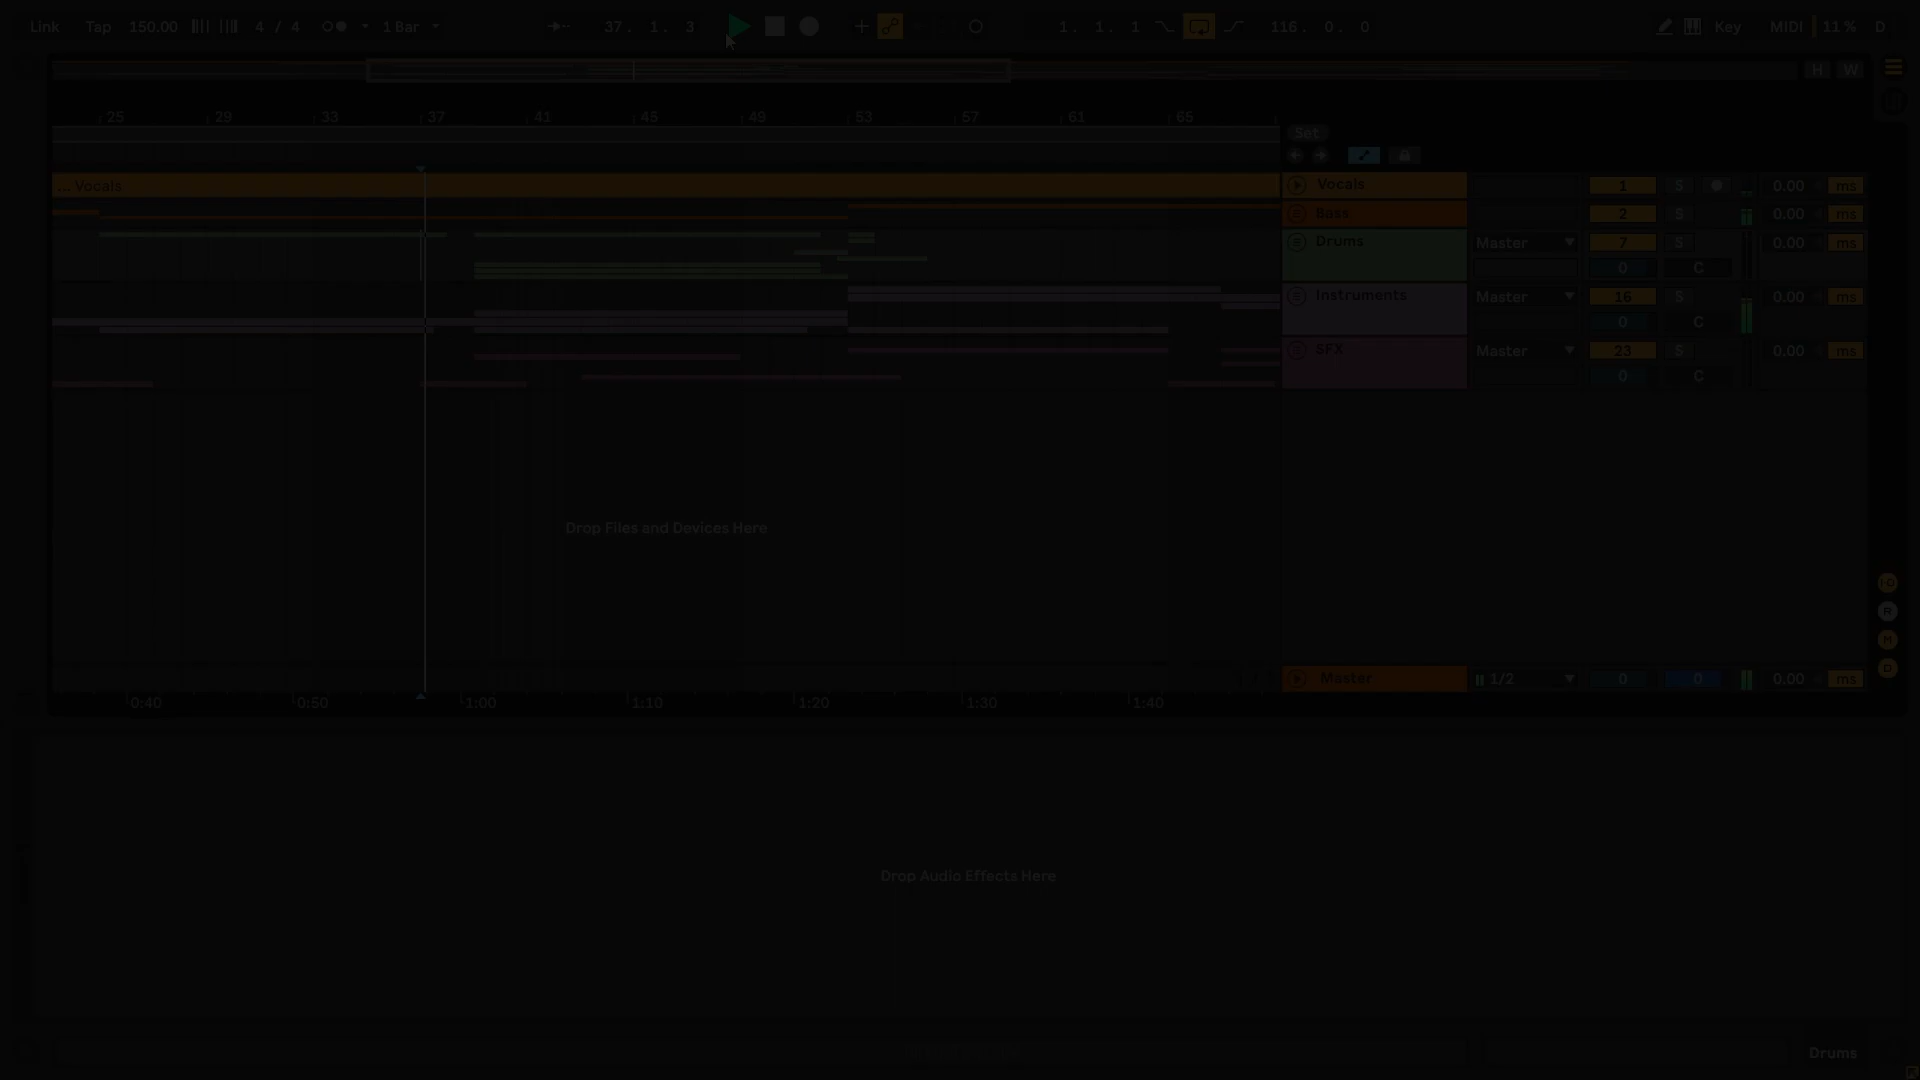 Link Tap 150.00 4 / 4 1 Bar 37. 1. 3 1. 1. 1 116. 0. 0 Key MIDI 11 % D
H W
25 29 33 37 41 45 49 53 57 61 65
Set
... Vocals Vocals 1 S 0.00 ms
Bass 2 S 0.00 ms
Drums Master 7 S 0.00 ms
0 C
Instruments Master 16 S 0.00 ms
0 C
SFX Master 23 S 0.00 ms
0 C
Drop Files and Devices Here
R
M
D
Master 1/2 0 0 0.00 ms
0:40 0:50 1:00 1:10 1:20 1:30 1:40
Drop Audio Effects Here
Drums